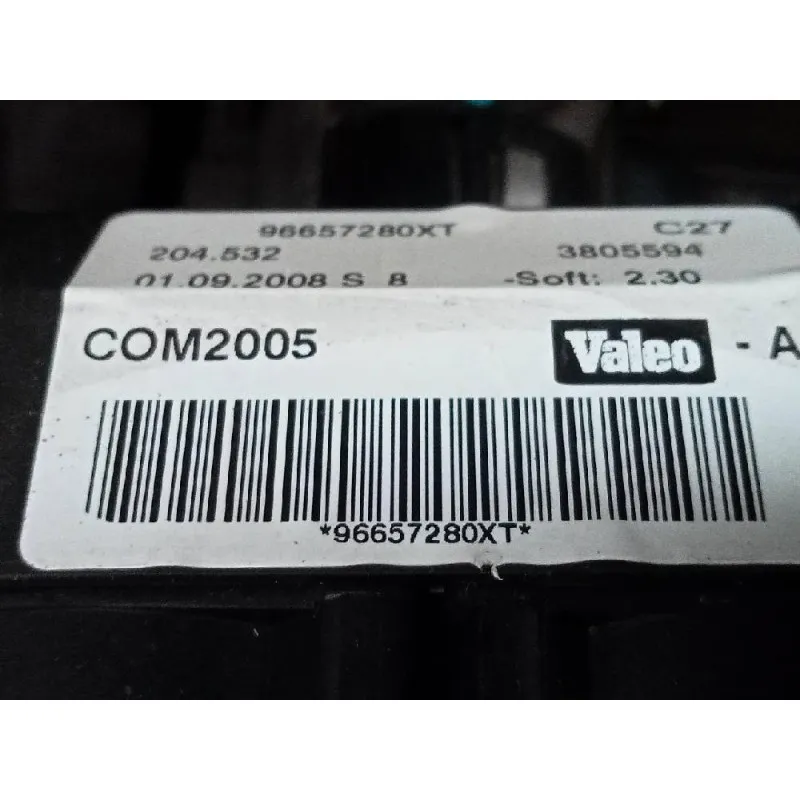 96657280XT C27
204.532 3805594
01.09.2008 S 8 -Soft: 2.30
COM2005 Valeo - A
*96657280XT*